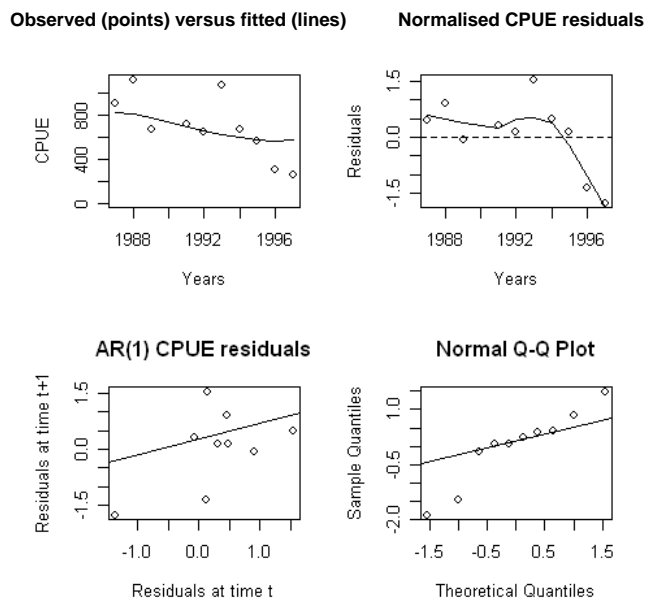 Observed (points) versus fitted (lines)
Normalised CPUE residuals
CPUE
0 400 800
1988 1992 1996
Years
Residuals
-1.5 0.0 1.5
1988 1992 1996
Years
AR(1) CPUE residuals
Normal Q-Q Plot
Residuals at time t+1
-1.5 0.0 1.5
-1.0 0.0 1.0
Residuals at time t
Sample Quantiles
-2.0 -0.5 1.0
-1.5 -0.5 0.5 1.5
Theoretical Quantiles